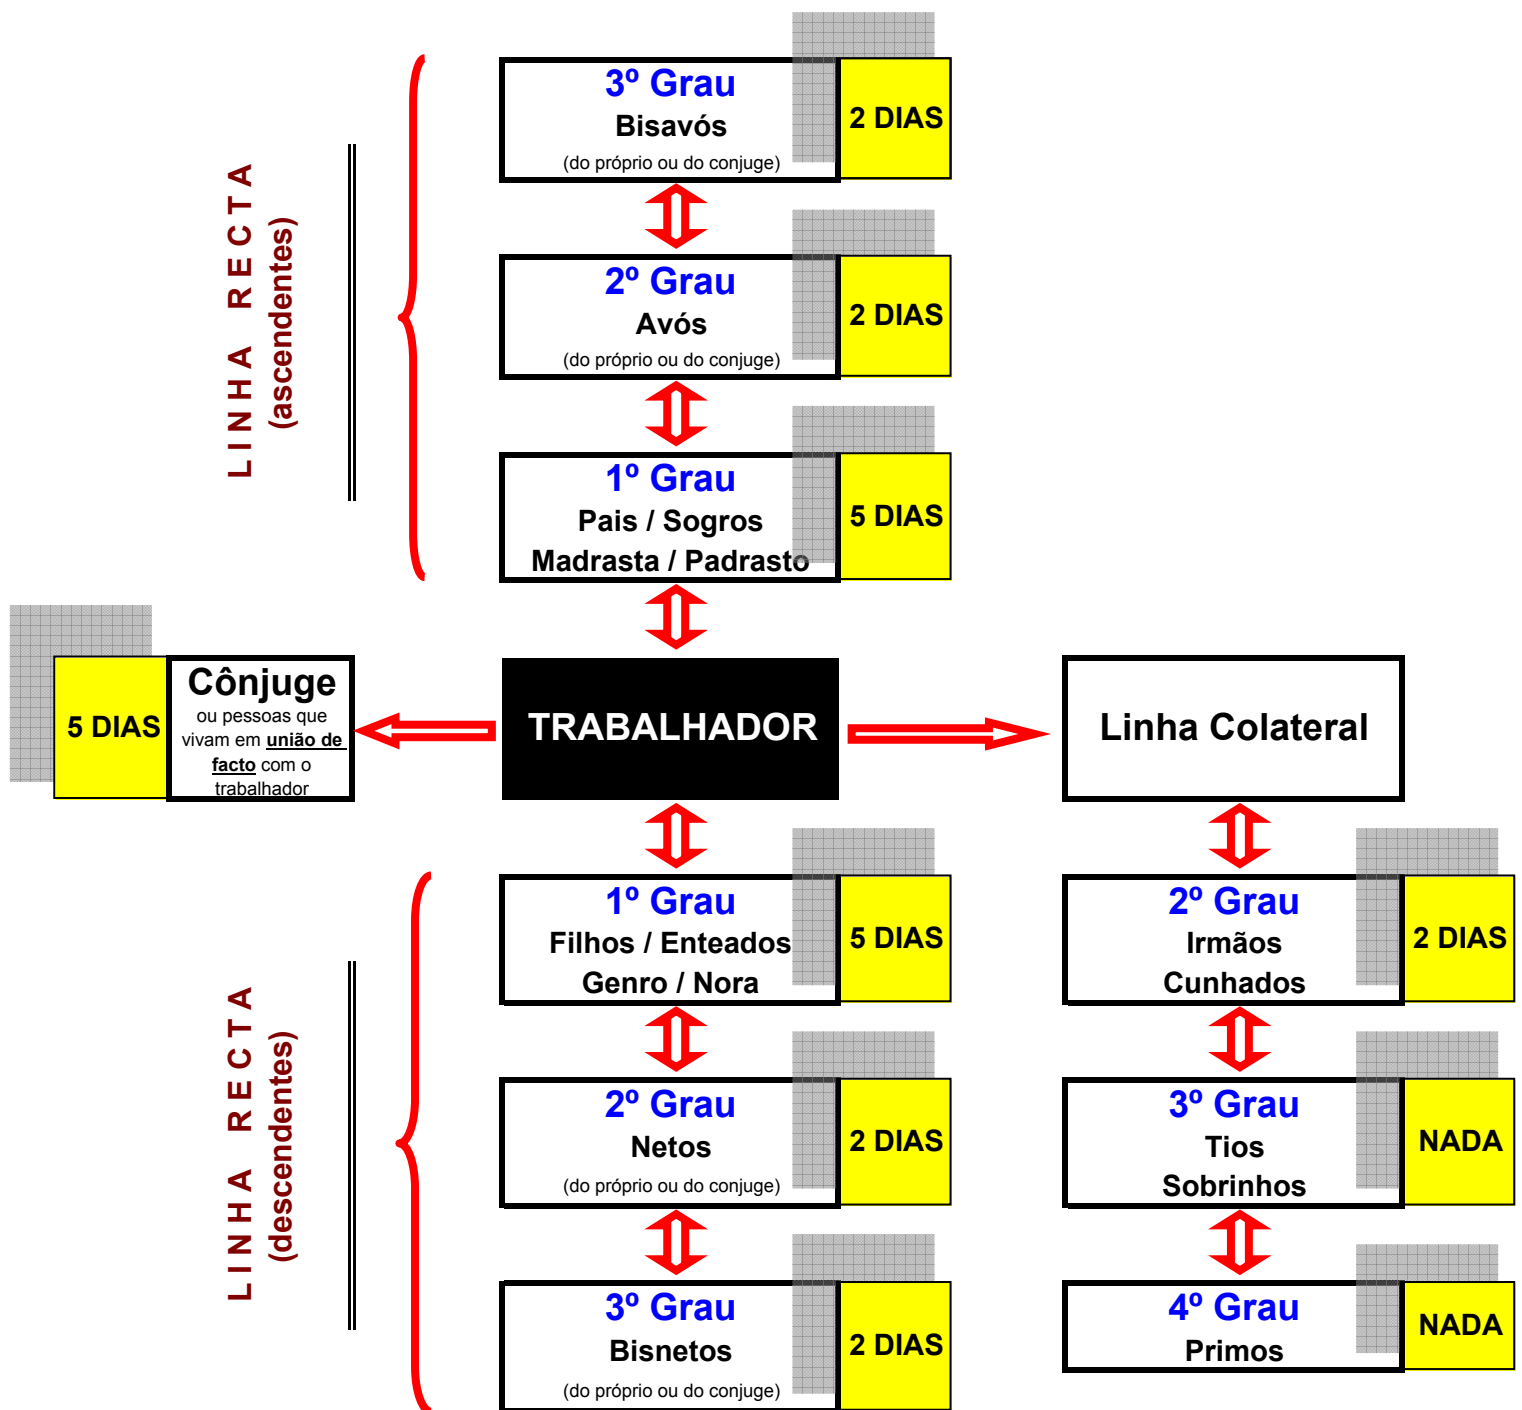 3º Grau
Bisavós
(do próprio ou do conjuge)
2 DIAS
2º Grau
Avós
(do próprio ou do conjuge)
2 DIAS
1º Grau
Pais / Sogros
Madrasta / Padrasto
5 DIAS
LINHA RECTA
(ascendentes)
5 DIAS
Cônjuge
ou pessoas que
vivam em união de
facto com o
trabalhador
TRABALHADOR
Linha Colateral
LINHA RECTA
(descendentes)
1º Grau
Filhos / Enteados
Genro / Nora
5 DIAS
2º Grau
Netos
(do próprio ou do conjuge)
2 DIAS
3º Grau
Bisnetos
(do próprio ou do conjuge)
2 DIAS
2º Grau
Irmãos
Cunhados
2 DIAS
3º Grau
Tios
Sobrinhos
NADA
4º Grau
Primos
NADA